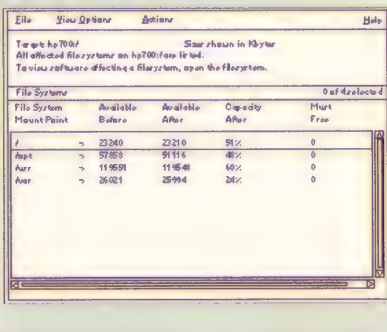 File View Options Actions Help
Target: hp700:/ Sizes shown in Kbytes
All affected filesystems on hp700:/ are listed.
To view software affecting a filesystem, open the filesystem.
File Systems 0 of 4 selected
File System Available Available Capacity Must
Mount Point Before After After Free
/ -> 23240 23210 51% 0
/opt -> 57858 51116 48% 0
/usr -> 119551 119548 60% 0
/var -> 26021 25994 24% 0